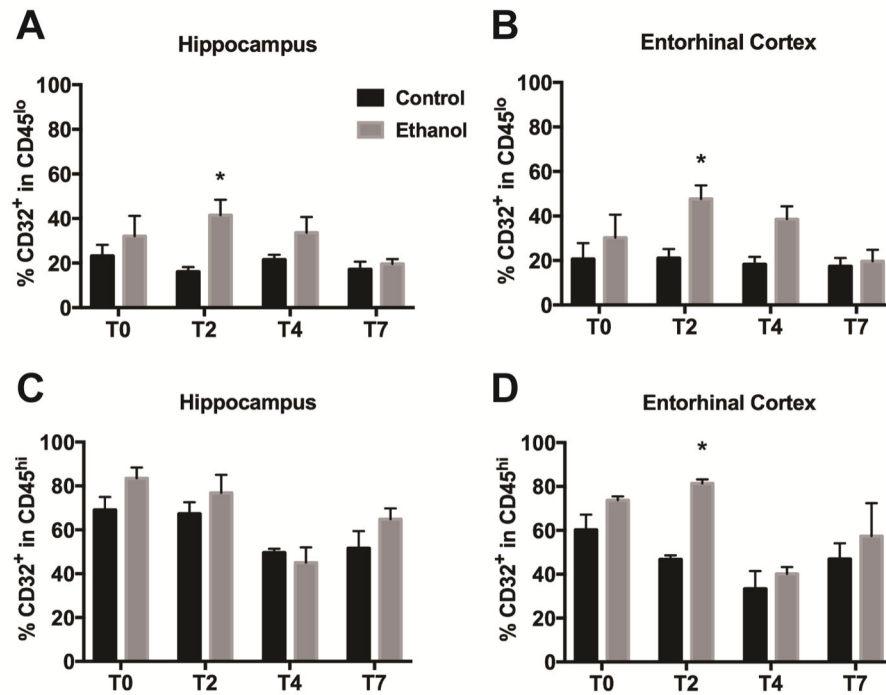 A
Hippocampus
% CD32+ in CD45lo
100
80
60
40
20
0
T0 T2 T4 T7
*
Control
Ethanol
B
Entorhinal Cortex
% CD32+ in CD45lo
100
80
60
40
20
0
T0 T2 T4 T7
*
C
Hippocampus
% CD32+ in CD45hi
100
80
60
40
20
0
T0 T2 T4 T7
D
Entorhinal Cortex
% CD32+ in CD45hi
100
80
60
40
20
0
T0 T2 T4 T7
*